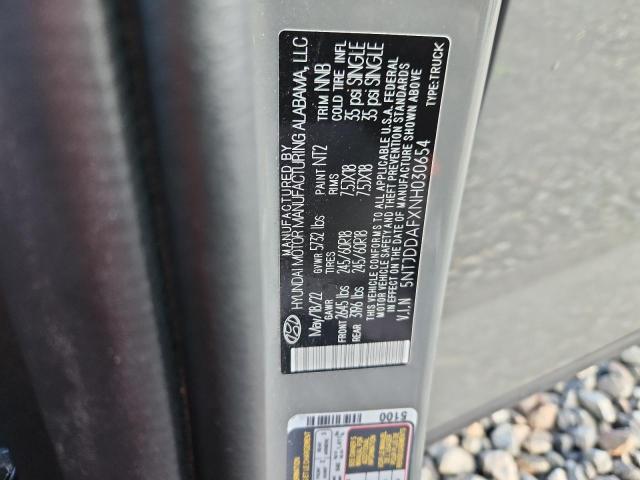 MANUFACTURED BY
HYUNDAI MOTOR MANUFACTURING ALABAMA, LLC
May/18/22 GVWR 5732 lbs PAINT NT2 TRIM NNB
GAWR TIRES RIMS COLD TIRE INFL
FRONT 2645 lbs 245/60R18 7.5JX18 35 psi SINGLE
REAR 3196 lbs 245/60R18 7.5JX18 35 psi SINGLE
THIS VEHICLE CONFORMS TO ALL APPLICABLE U.S.A. FEDERAL
MOTOR VEHICLE SAFETY AND THEFT PREVENTION STANDARDS
IN EFFECT ON THE DATE OF MANUFACTURE SHOWN ABOVE
V.I.N 5NTJDDAFXNH030654 TYPE:TRUCK
5100